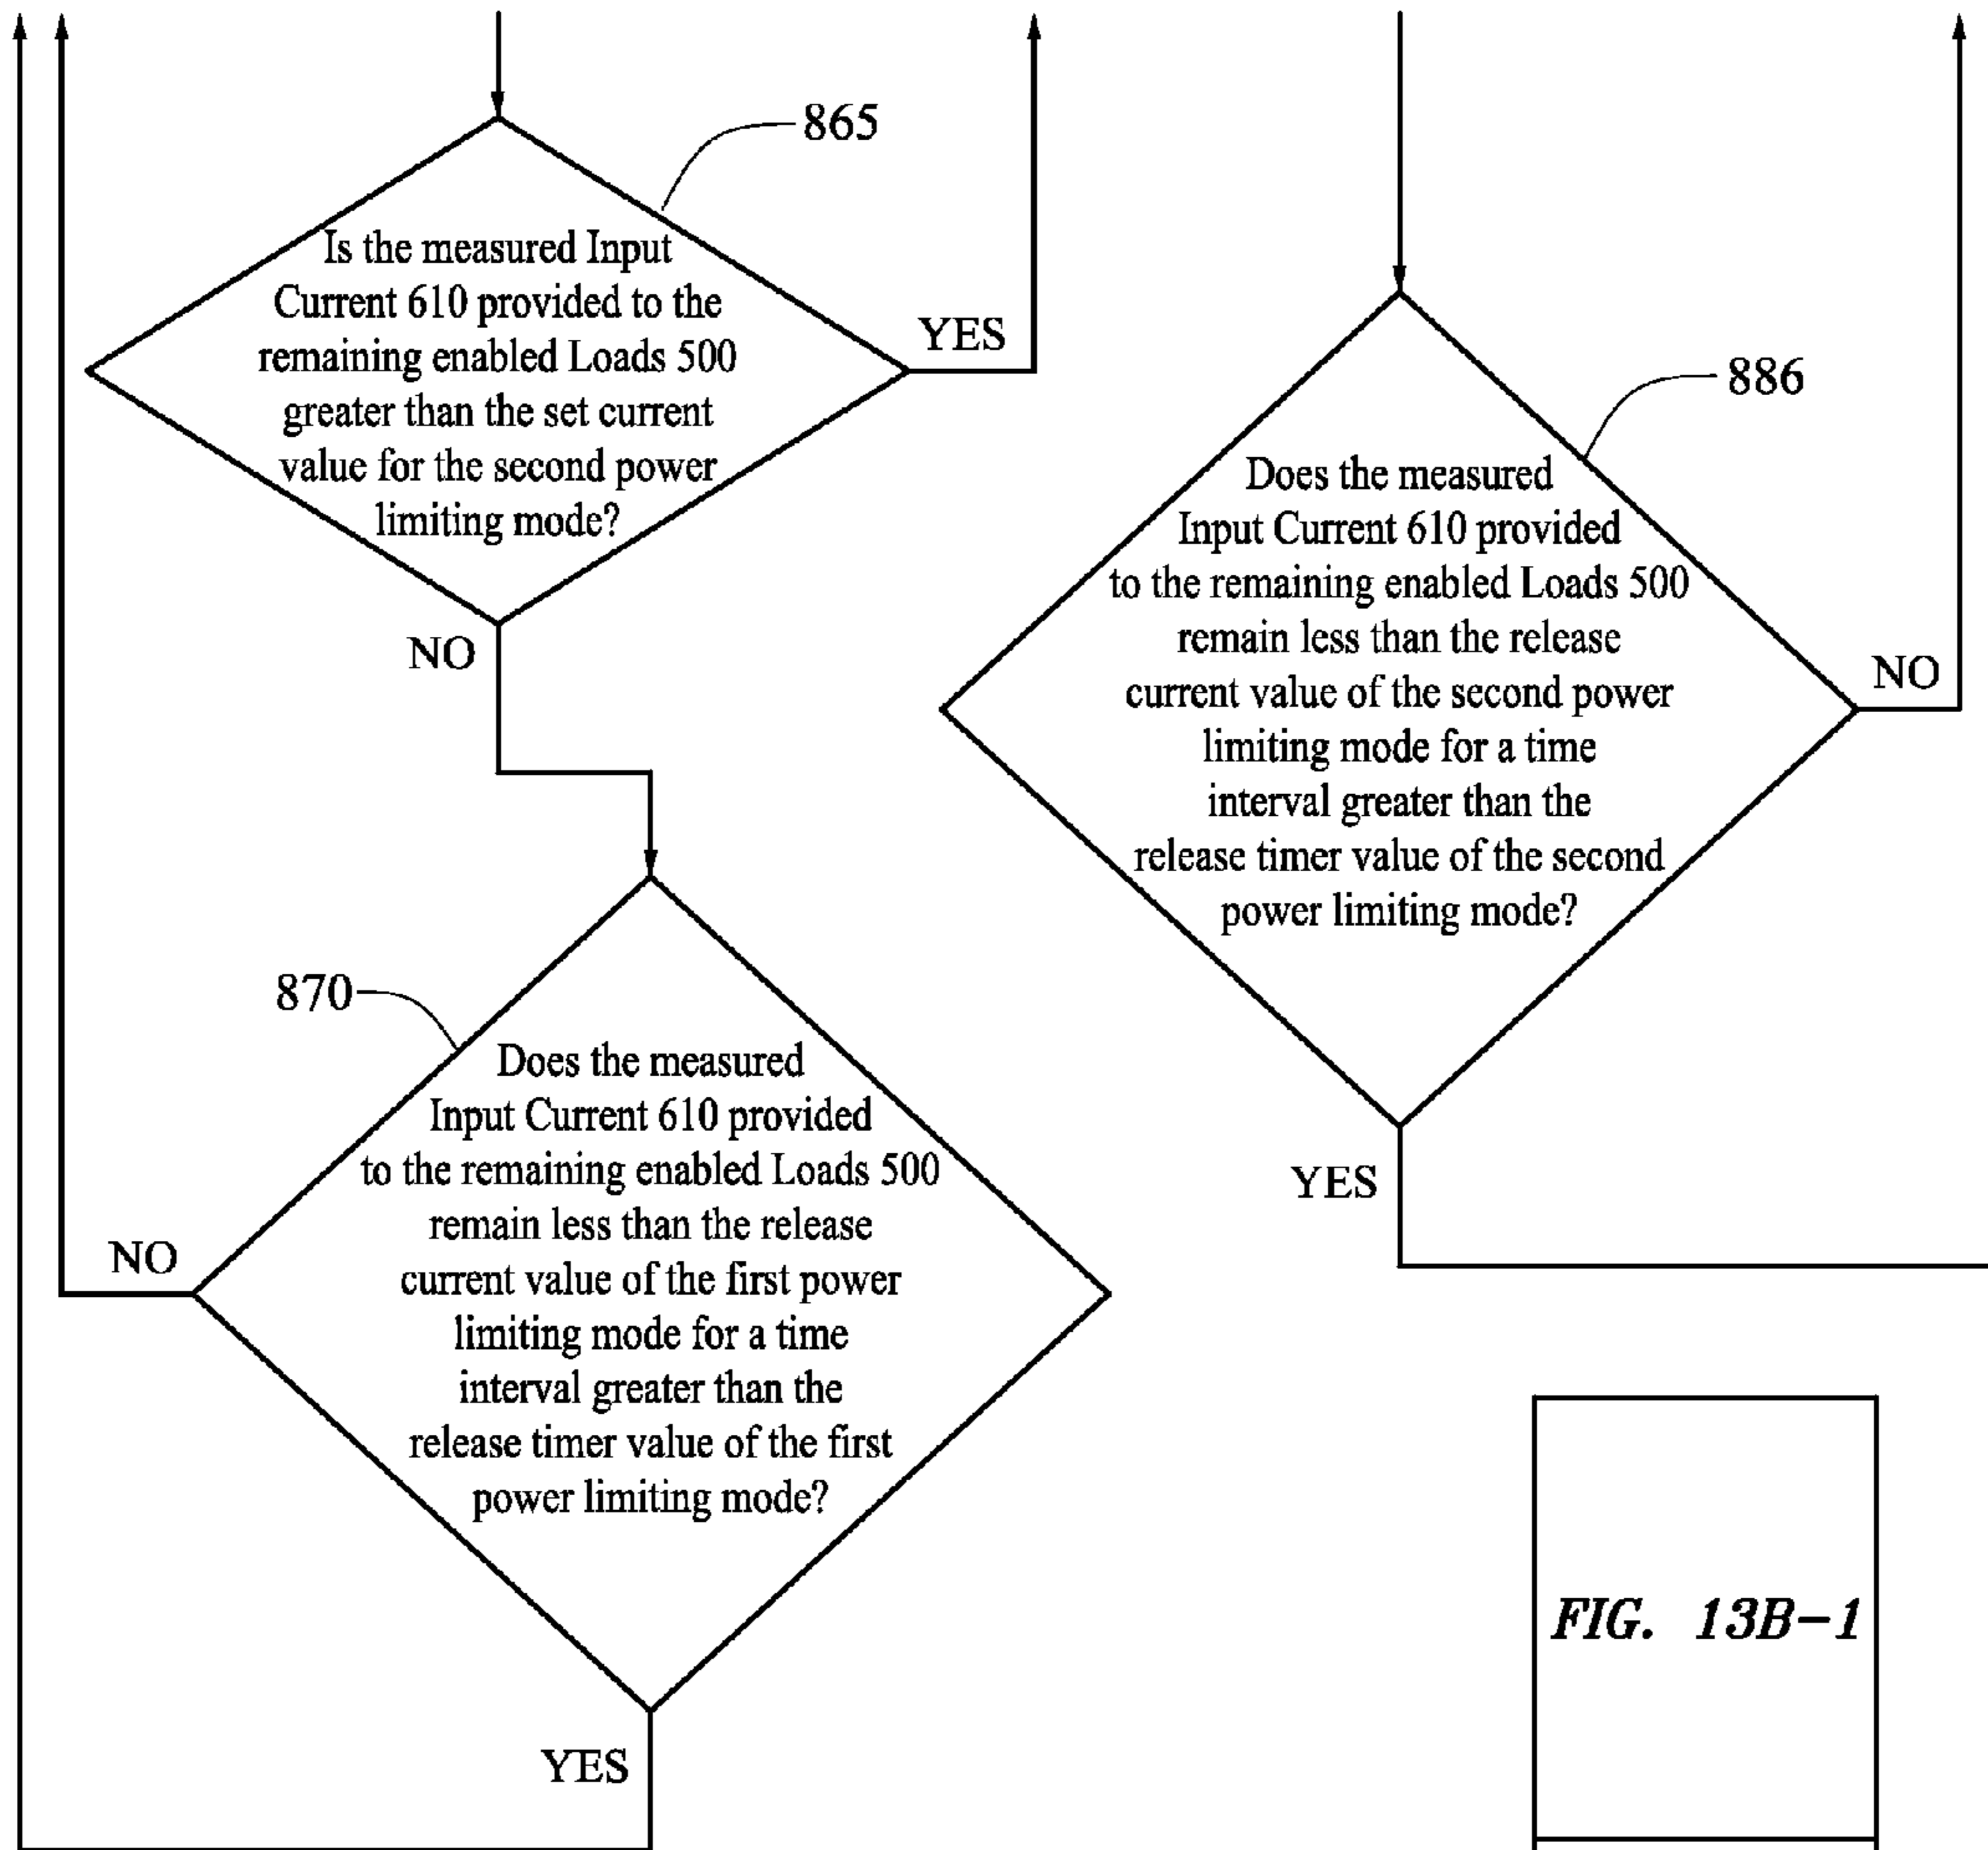 865
Is the measured Input
Current 610 provided to the
remaining enabled Loads 500
greater than the set current
value for the second power
limiting mode?
YES
NO
886
Does the measured
Input Current 610 provided
to the remaining enabled Loads 500
remain less than the release
current value of the second power
limiting mode for a time
interval greater than the
release timer value of the second
power limiting mode?
NO
YES
870
Does the measured
Input Current 610 provided
to the remaining enabled Loads 500
remain less than the release
current value of the first power
limiting mode for a time
interval greater than the
release timer value of the first
power limiting mode?
NO
YES
FIG. 13B-1